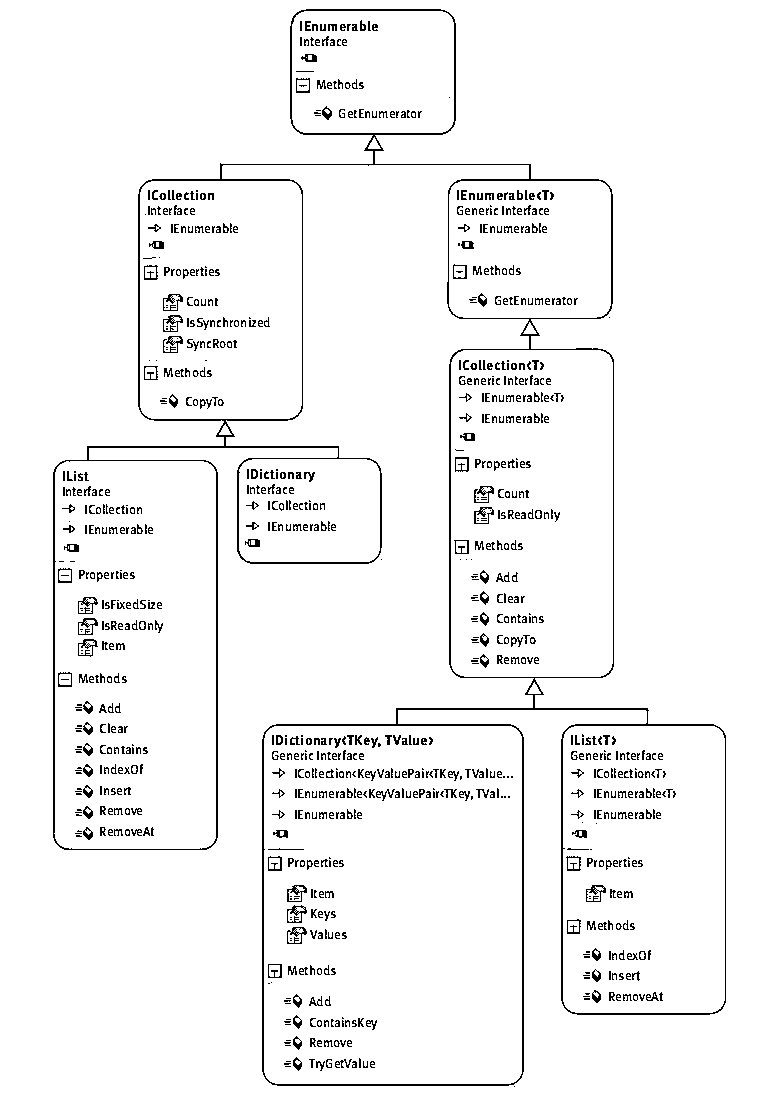 IEnumerable
Interface
Methods
GetEnumerator
ICollection
Interface
IEnumerable
Properties
Count
IsSynchronized
SyncRoot
Methods
CopyTo
IEnumerable<T>
Generic Interface
IEnumerable
Methods
GetEnumerator
ICollection<T>
Generic Interface
IEnumerable<T>
IEnumerable
Properties
Count
IsReadOnly
Methods
Add
Clear
Contains
CopyTo
Remove
IList
Interface
ICollection
IEnumerable
Properties
IsFixedSize
IsReadOnly
Item
Methods
Add
Clear
Contains
IndexOf
Insert
Remove
RemoveAt
IDictionary
Interface
ICollection
IEnumerable
IDictionary<TKey, TValue>
Generic Interface
ICollection<KeyValuePair<TKey, TValue...
IEnumerable<KeyValuePair<TKey, TVal...
IEnumerable
Properties
Item
Keys
Values
Methods
Add
ContainsKey
Remove
TryGetValue
IList<T>
Generic Interface
ICollection<T>
IEnumerable<T>
IEnumerable
Properties
Item
Methods
IndexOf
Insert
RemoveAt